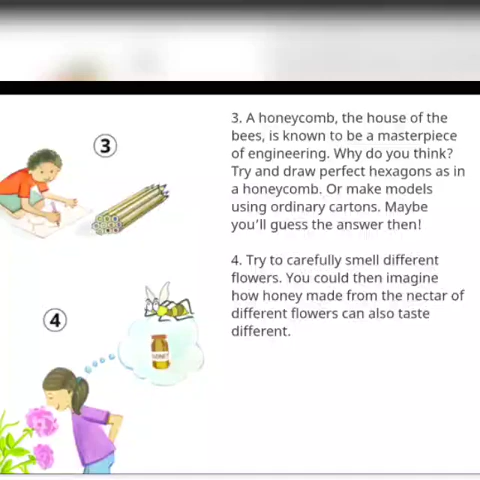 3
3. A honeycomb, the house of the
bees, is known to be a masterpiece
of engineering. Why do you think?
Try and draw perfect hexagons as in
a honeycomb. Or make models
using ordinary cartons. Maybe
you'll guess the answer then!
4. Try to carefully smell different
flowers. You could then imagine
how honey made from the nectar of
different flowers can also taste
different.
4
HONEY